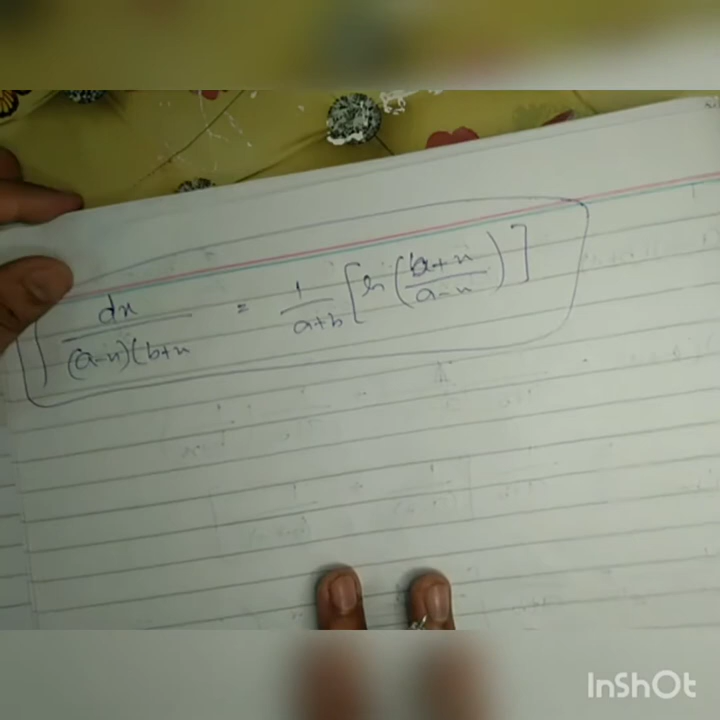 ∫ dx / (a-x)(b+x = 1 / a+b [ln (b+x / a-x)]
InShOt